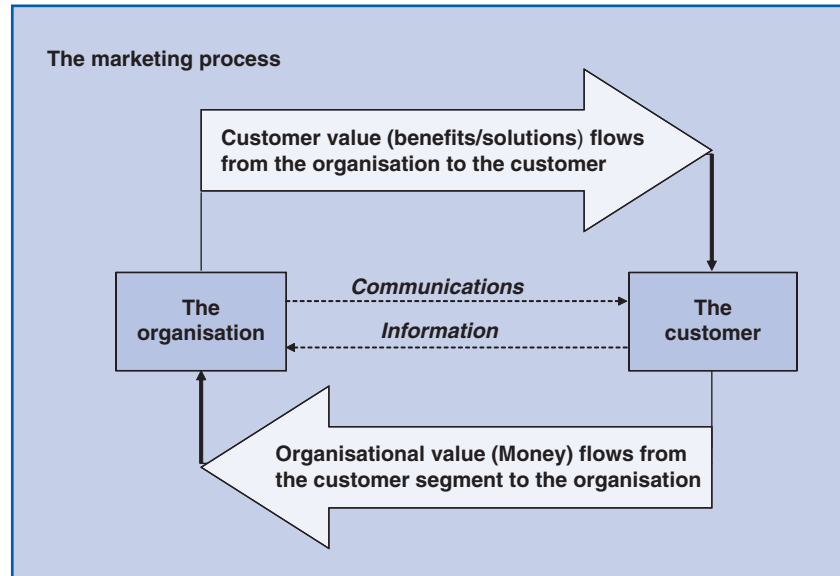 The marketing process
Customer value (benefits/solutions) flows
from the organisation to the customer
The
organisation
Communications
Information
The
customer
Organisational value (Money) flows from
the customer segment to the organisation